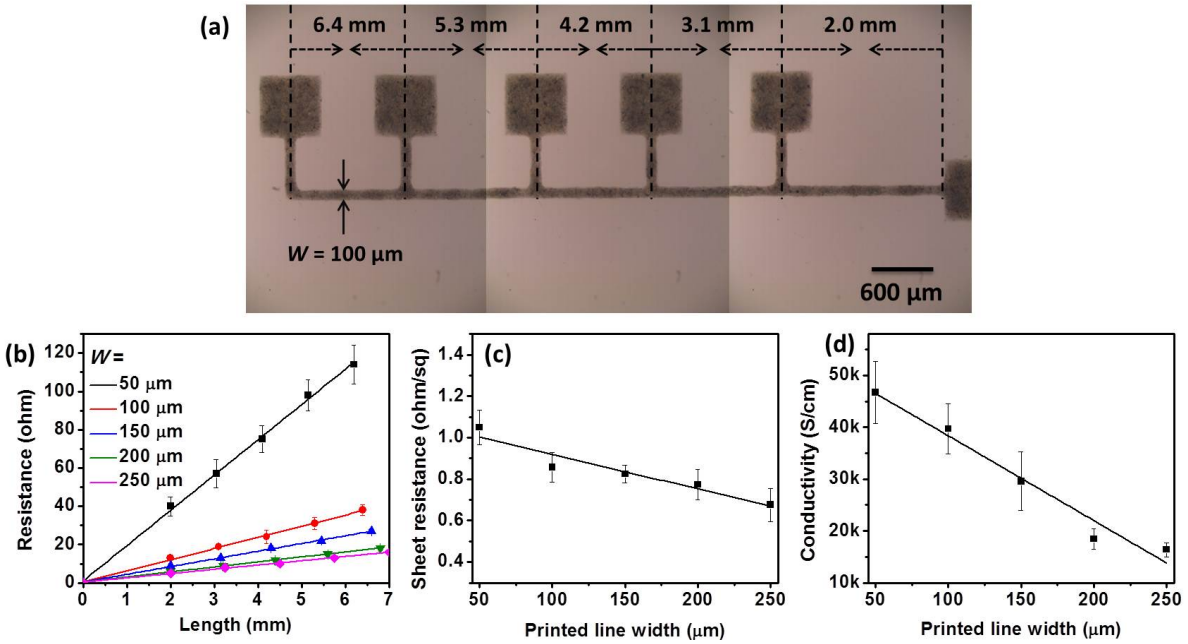 (a)
6.4 mm 5.3 mm 4.2 mm 3.1 mm 2.0 mm
W = 100 µm
600 µm
(b)
W =
50 µm
100 µm
150 µm
200 µm
250 µm
Resistance (ohm)
120
100
80
60
40
20
0
0 1 2 3 4 5 6 7
Length (mm)
(c)
Sheet resistance (ohm/sq)
1.4
1.2
1.0
0.8
0.6
0.4
50 100 150 200 250
Printed line width (µm)
(d)
Conductivity (S/cm)
50k
40k
30k
20k
10k
50 100 150 200 250
Printed line width (µm)